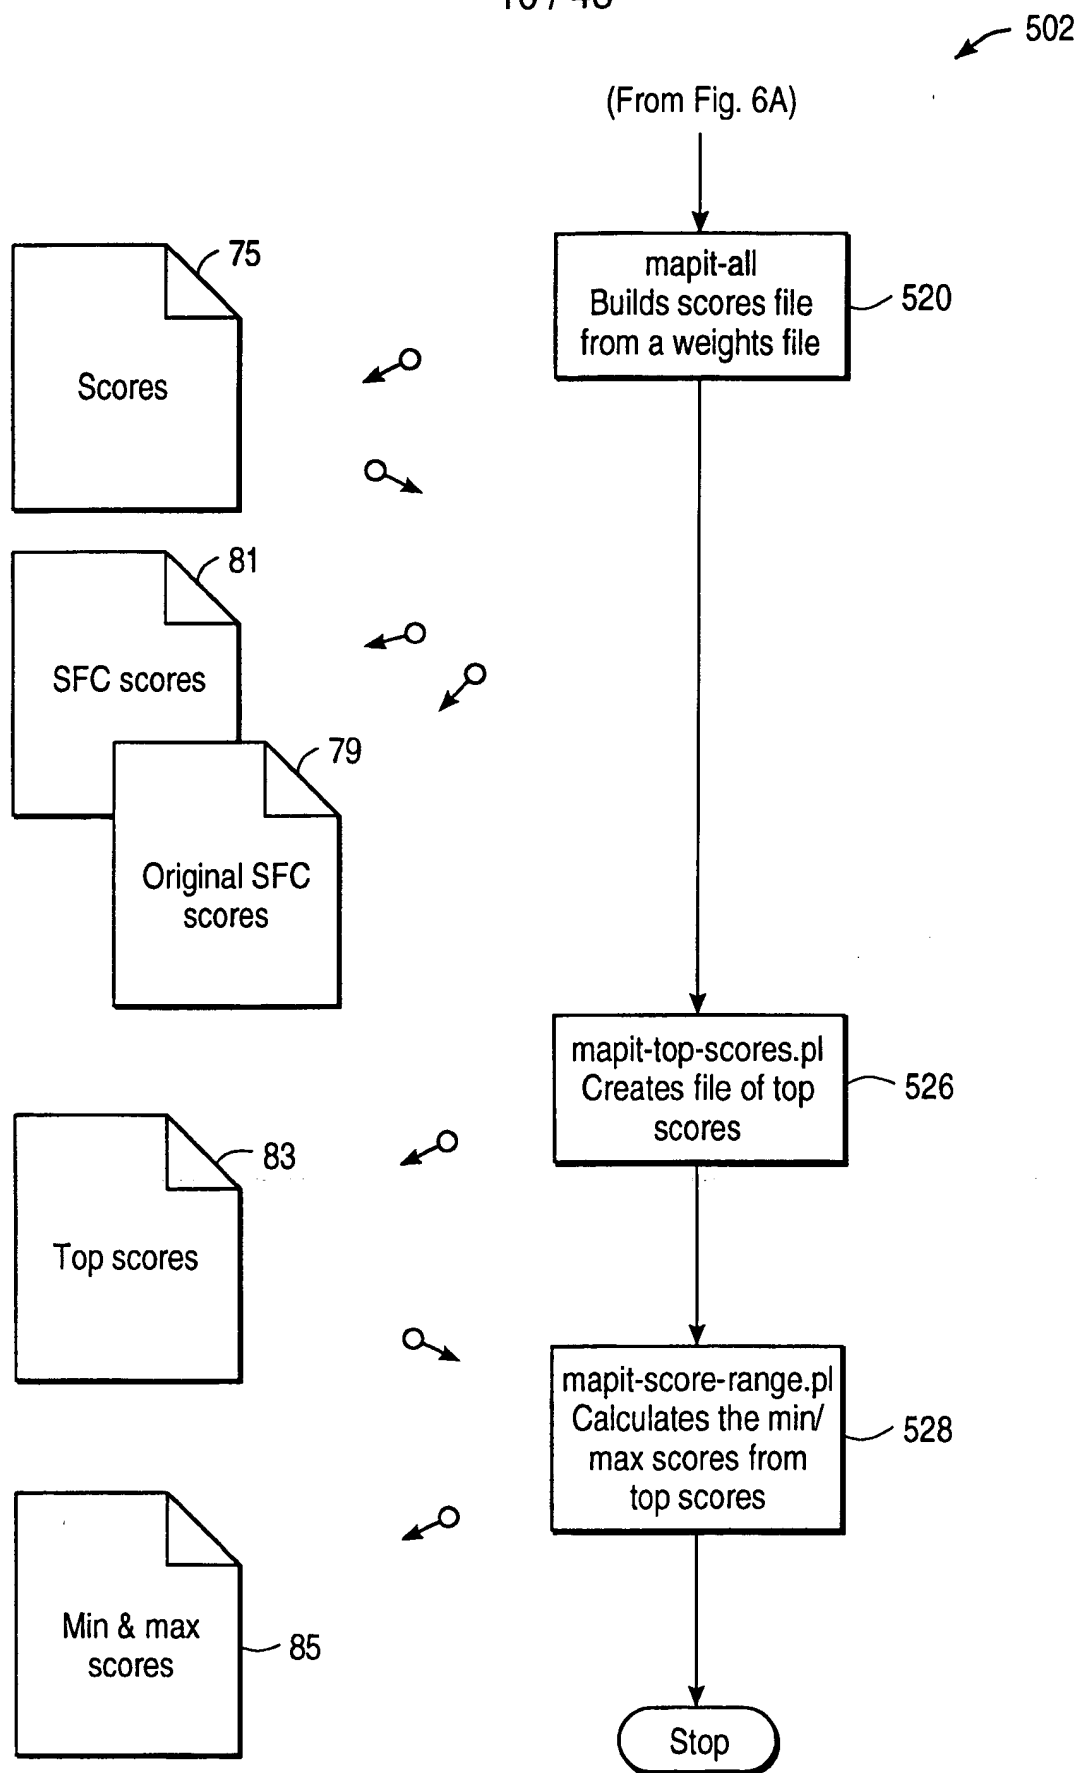 502
(From Fig. 6A)
75
Scores
mapit-all
Builds scores file
from a weights file
520
81
SFC scores
79
Original SFC
scores
mapit-top-scores.pl
Creates file of top
scores
526
83
Top scores
mapit-score-range.pl
Calculates the min/
max scores from
top scores
528
Min & max
scores
85
Stop